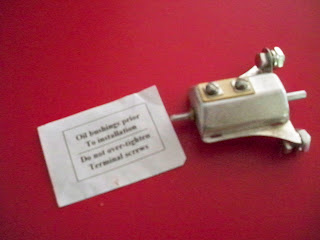 Oil bushings prior
To installation
Do not over-tighten
Terminal screws